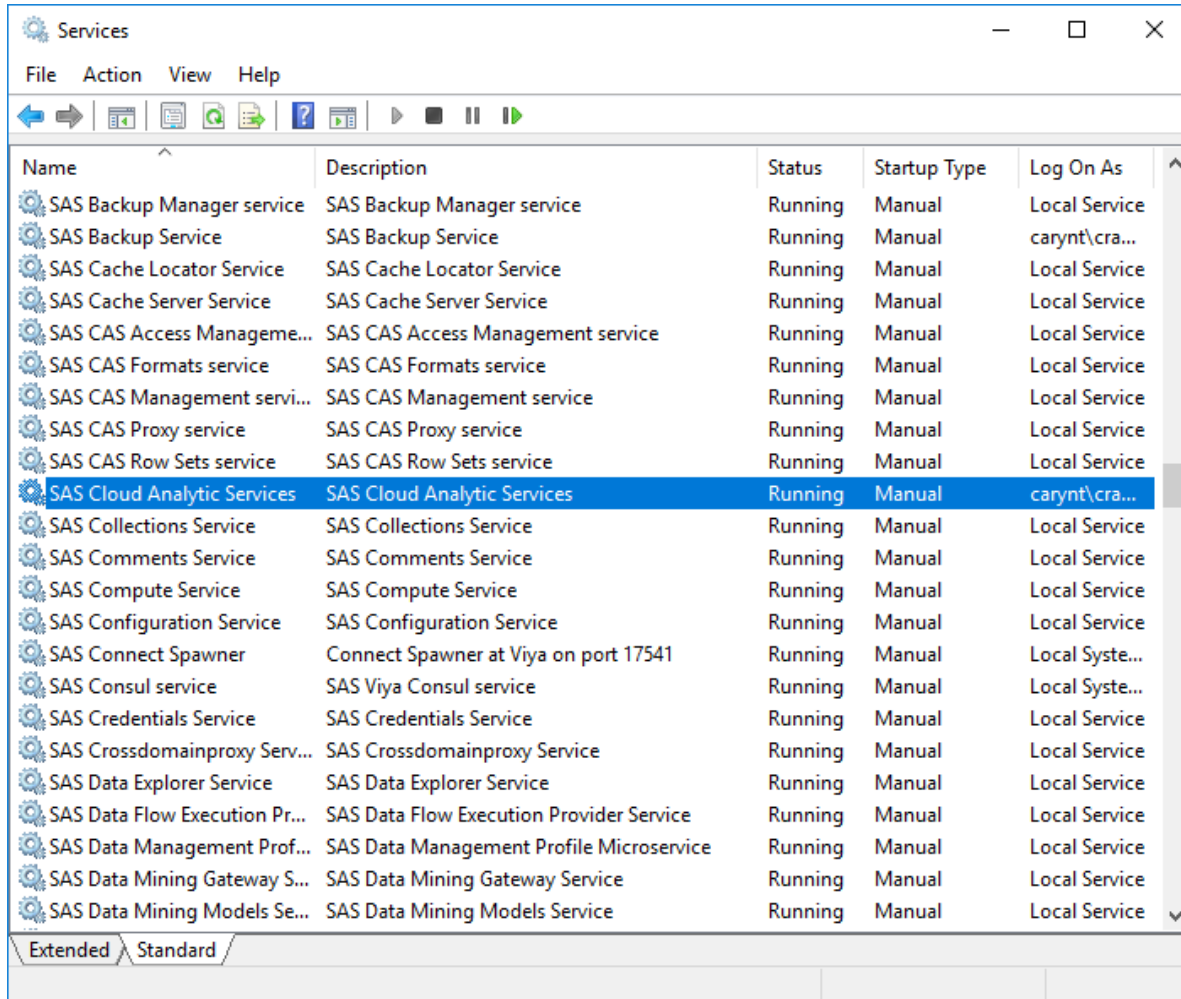 Services
File Action View Help
Name Description Status Startup Type Log On As
SAS Backup Manager service SAS Backup Manager service Running Manual Local Service
SAS Backup Service SAS Backup Service Running Manual carynt\cra...
SAS Cache Locator Service SAS Cache Locator Service Running Manual Local Service
SAS Cache Server Service SAS Cache Server Service Running Manual Local Service
SAS CAS Access Manageme... SAS CAS Access Management service Running Manual Local Service
SAS CAS Formats service SAS CAS Formats service Running Manual Local Service
SAS CAS Management servi... SAS CAS Management service Running Manual Local Service
SAS CAS Proxy service SAS CAS Proxy service Running Manual Local Service
SAS CAS Row Sets service SAS CAS Row Sets service Running Manual Local Service
SAS Cloud Analytic Services SAS Cloud Analytic Services Running Manual carynt\cra...
SAS Collections Service SAS Collections Service Running Manual Local Service
SAS Comments Service SAS Comments Service Running Manual Local Service
SAS Compute Service SAS Compute Service Running Manual Local Service
SAS Configuration Service SAS Configuration Service Running Manual Local Service
SAS Connect Spawner Connect Spawner at Viya on port 17541 Running Manual Local Syste...
SAS Consul service SAS Viya Consul service Running Manual Local Syste...
SAS Credentials Service SAS Credentials Service Running Manual Local Service
SAS Crossdomainproxy Serv... SAS Crossdomainproxy Service Running Manual Local Service
SAS Data Explorer Service SAS Data Explorer Service Running Manual Local Service
SAS Data Flow Execution Pr... SAS Data Flow Execution Provider Service Running Manual Local Service
SAS Data Management Prof... SAS Data Management Profile Microservice Running Manual Local Service
SAS Data Mining Gateway S... SAS Data Mining Gateway Service Running Manual Local Service
SAS Data Mining Models Se... SAS Data Mining Models Service Running Manual Local Service
Extended Standard